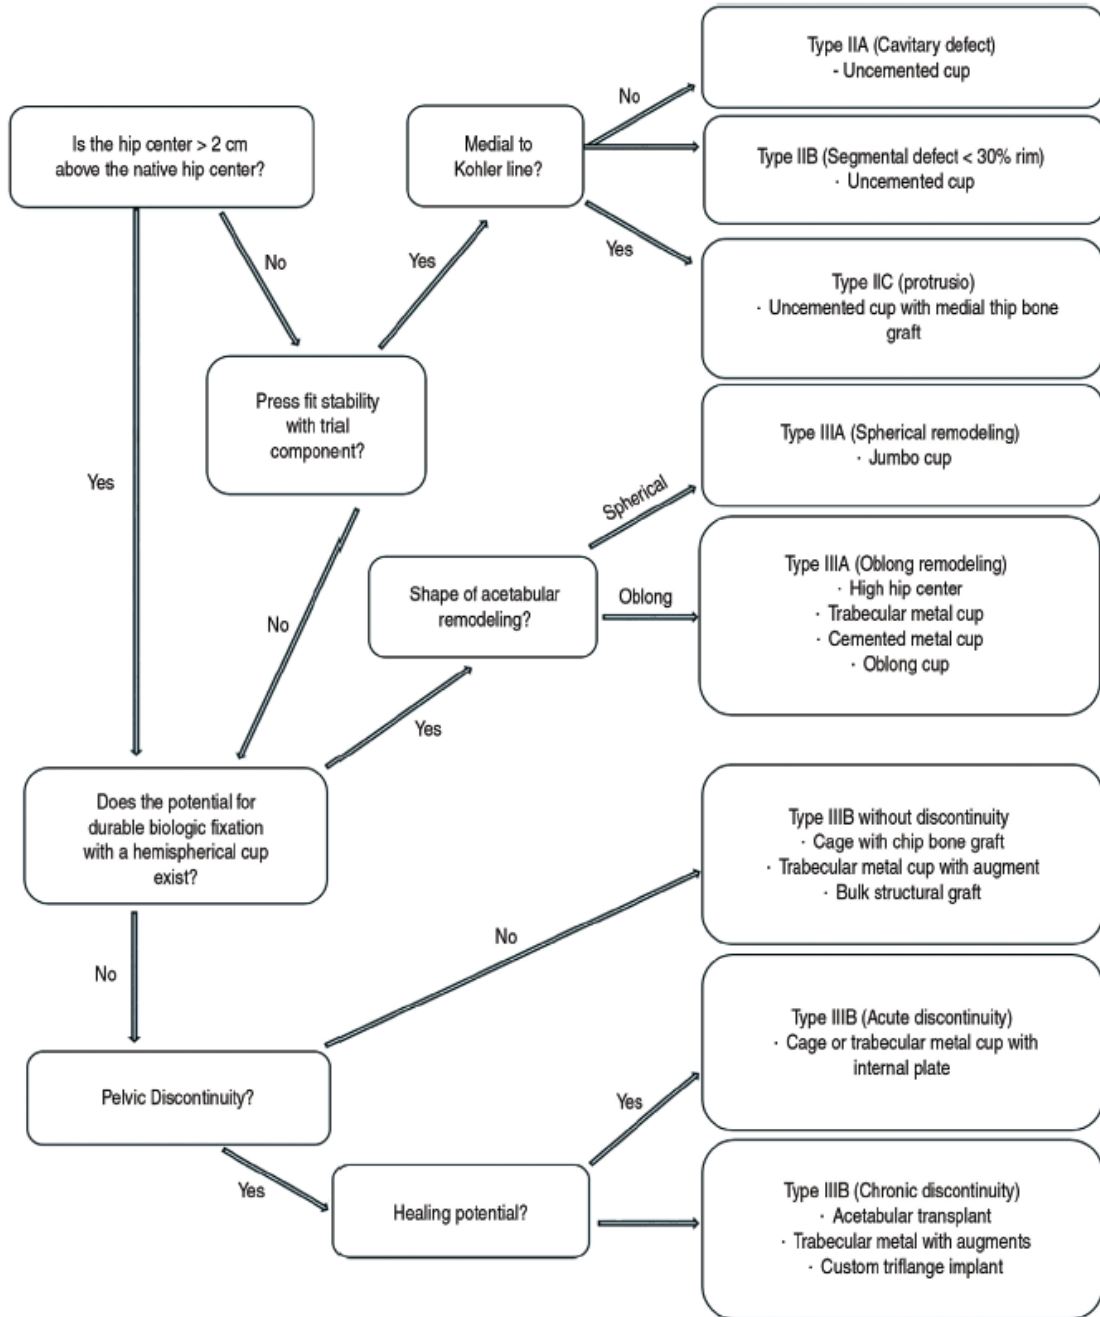 Is the hip center > 2 cm
above the native hip center?
Yes
No
Press fit stability
with trial
component?
Yes
No
Medial to
Kohler line?
No
Yes
Type IIA (Cavitary defect)
- Uncemented cup
Type IIB (Segmental defect < 30% rim)
· Uncemented cup
Type IIC (protrusio)
· Uncemented cup with medial thip bone
graft
Does the potential for
durable biologic fixation
with a hemispherical cup
exist?
Yes
No
Shape of acetabular
remodeling?
Spherical
Oblong
Type IIIA (Spherical remodeling)
· Jumbo cup
Type IIIA (Oblong remodeling)
· High hip center
· Trabecular metal cup
· Cemented metal cup
· Oblong cup
Pelvic Discontinuity?
No
Yes
Type IIIB without discontinuity
· Cage with chip bone graft
· Trabecular metal cup with augment
· Bulk structural graft
Healing potential?
Yes
Type IIIB (Acute discontinuity)
· Cage or trabecular metal cup with
internal plate
Type IIIB (Chronic discontinuity)
· Acetabular transplant
· Trabecular metal with augments
· Custom triflange implant